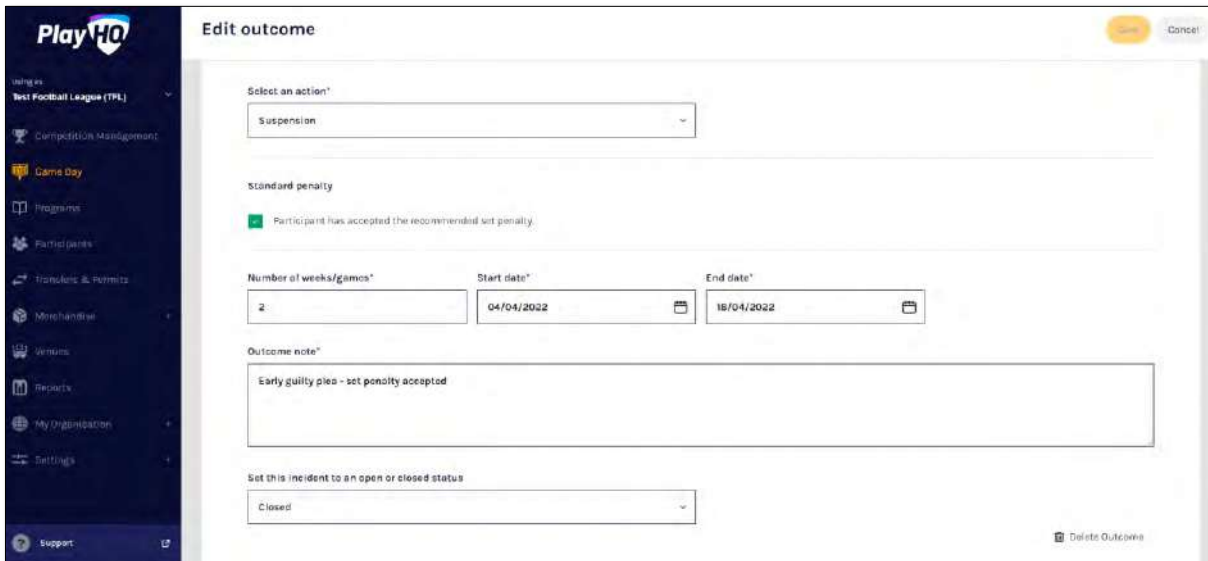 PlayHQ
Edit outcome
Save
Cancel
Using as
Test Football League (TFL)
Competition Management
Game Day
Programs
Participants
Transfers & Permits
Merchandise
Venues
Reports
My Organisation
Settings
Support
Select an action*
Suspension
Standard penalty
Participant has accepted the recommended set penalty.
Number of weeks/games*
Start date*
End date*
2
04/04/2022
18/04/2022
Outcome note*
Early guilty plea - set penalty accepted
Set this incident to an open or closed status
Closed
Delete Outcome